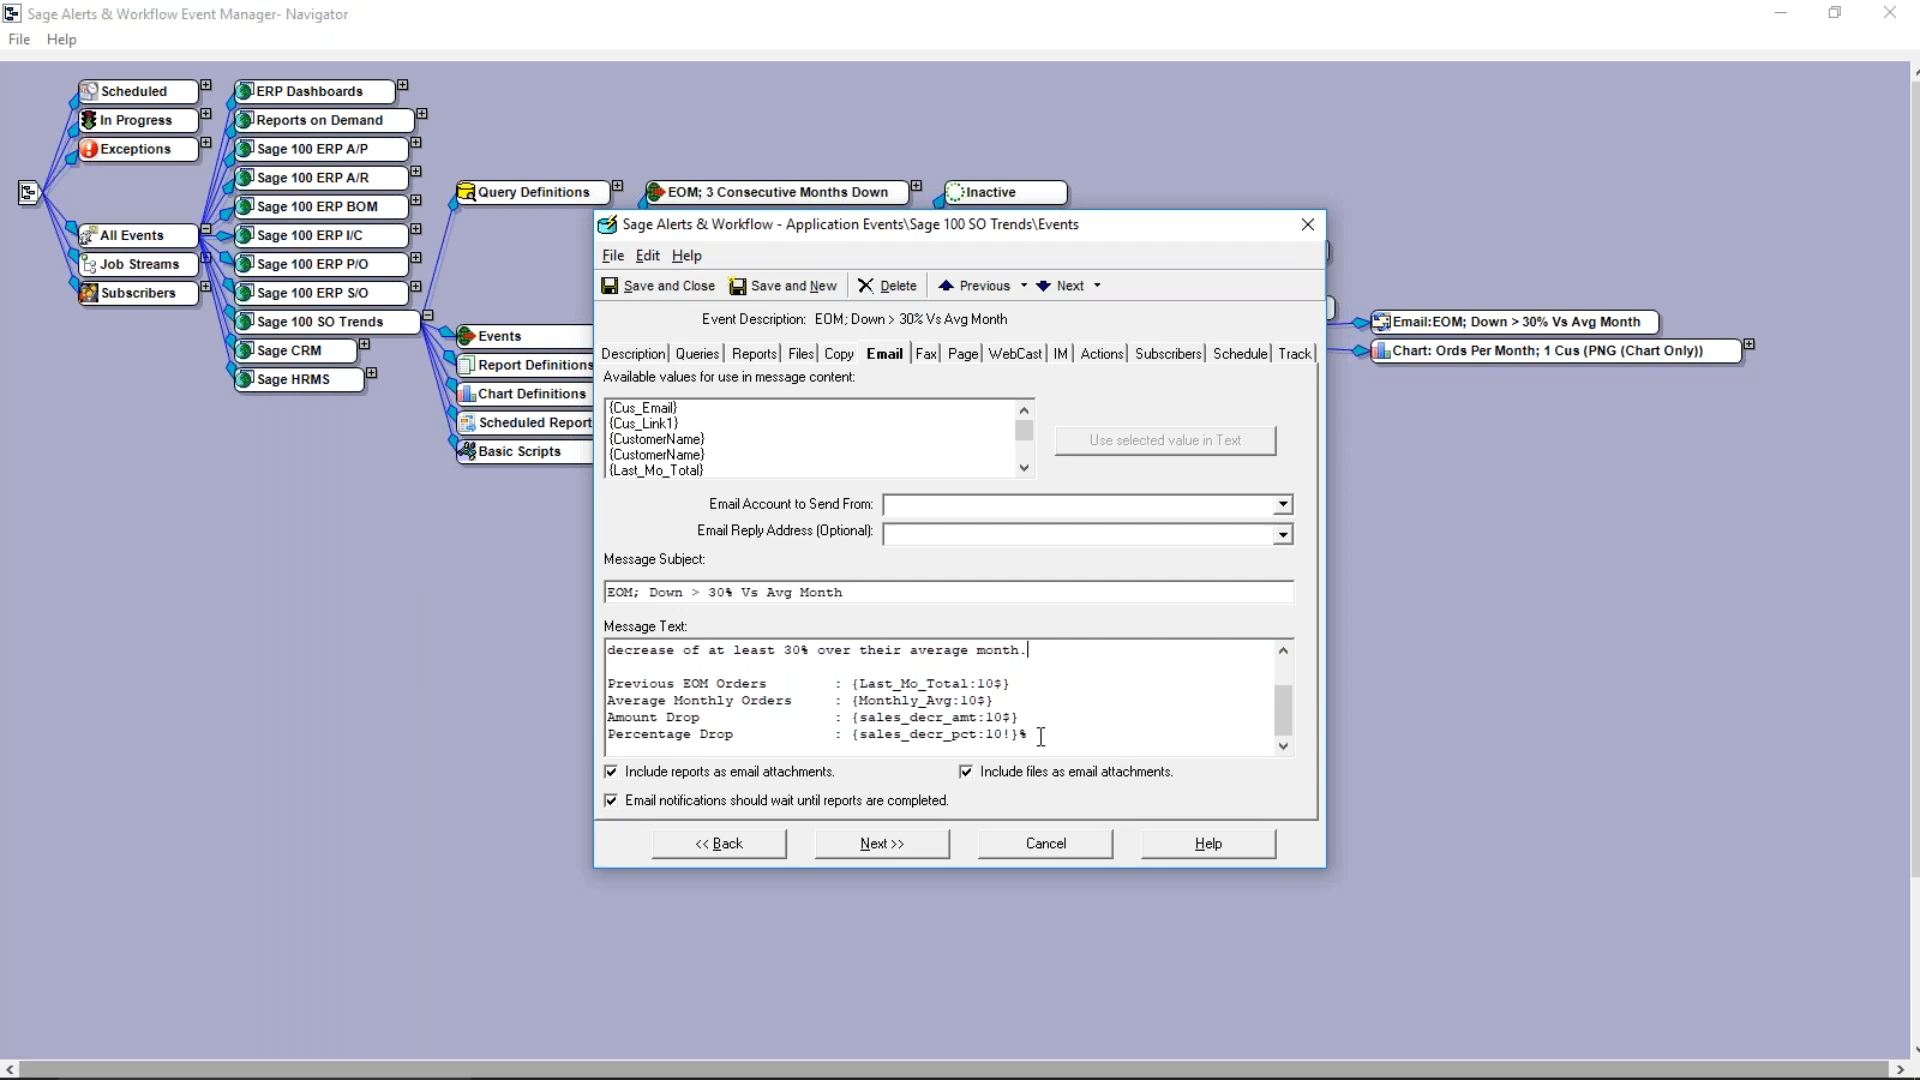 Sage Alerts & Workflow Event Manager- Navigator
File Help
Scheduled
In Progress
Exceptions
All Events
Job Streams
Subscribers
ERP Dashboards
Reports on Demand
Sage 100 ERP A/P
Sage 100 ERP A/R
Sage 100 ERP BOM
Sage 100 ERP I/C
Sage 100 ERP P/O
Sage 100 ERP S/O
Sage 100 SO Trends
Sage CRM
Sage HRMS
Query Definitions
Events
Report Definitions
Chart Definitions
Scheduled Report
Basic Scripts
EOM; 3 Consecutive Months Down
Inactive
Email:EOM; Down > 30% Vs Avg Month
Chart: Ords Per Month; 1 Cus (PNG (Chart Only))
Sage Alerts & Workflow - Application Events\Sage 100 SO Trends\Events
File Edit Help
Save and Close Save and New Delete Previous Next
Event Description: EOM; Down > 30% Vs Avg Month
Description Queries Reports Files Copy Email Fax Page WebCast IM Actions Subscribers Schedule Track
Available values for use in message content:
{Cus_Email}
{Cus_Link1}
{CustomerName}
{CustomerName}
{Last_Mo_Total}
Use selected value in Text
Email Account to Send From:
Email Reply Address (Optional):
Message Subject:
EOM; Down > 30% Vs Avg Month
Message Text:
decrease of at least 30% over their average month.
Previous EOM Orders : {Last_Mo_Total:10$}
Average Monthly Orders : {Monthly_Avg:10$}
Amount Drop : {sales_decr_amt:10$}
Percentage Drop : {sales_decr_pct:10!}%
Include reports as email attachments.
Include files as email attachments.
Email notifications should wait until reports are completed.
<< Back Next >> Cancel Help